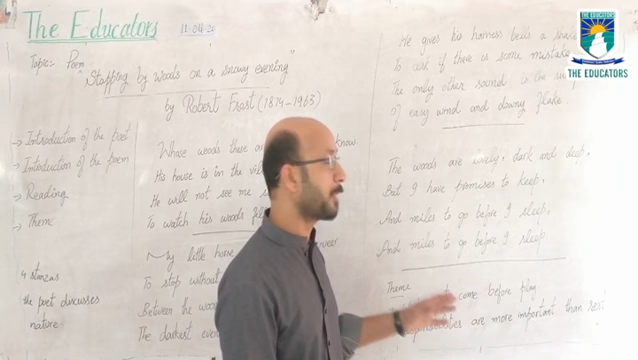 The Educators
11-04-20
Topic:- Poem
"Stopping by woods on a snowy evening"
by Robert Frost (1874-1963)
→ Introduction of the poet
→ Introduction of the poem
→ Reading
→ Theme
4 stanzas
the poet discusses
nature
Whose woods these are know
His house is in the
He will not see me
To watch his woods
My little horse
To stop without
Between the
The darkest
He gives his harness bells a shake
To ask if there is some mistake
The only other sound is the
Of easy wind and downy flake
The woods are lovely, dark and deep,
But I have promises to keep,
And miles to go before I sleep,
And miles to go before I sleep
Theme
come before play
are more important than
THE EDUCATORS
THE EDUCATORS